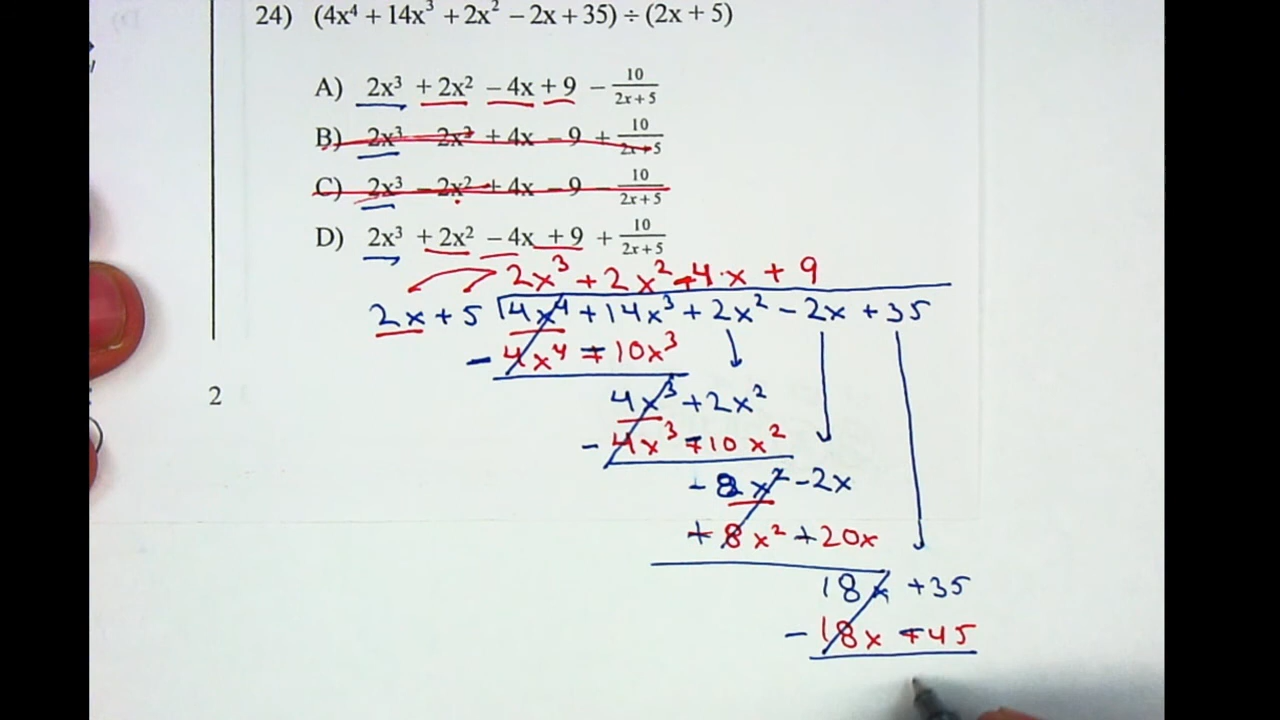 24) (4x⁴ + 14x³ + 2x² − 2x + 35) ÷ (2x + 5)
A) 2x³ + 2x² − 4x + 9 − 10/(2x+5)
B) 2x³ − 2x² + 4x − 9 + 10/(2x+5)
C) 2x³ − 2x² + 4x − 9 − 10/(2x+5)
D) 2x³ + 2x² − 4x + 9 + 10/(2x+5)
2x³ + 2x² − 4x + 9
2x + 5 4x⁴ + 14x³ + 2x² − 2x + 35
− 4x⁴ − 10x³
2
4x³ + 2x²
− 4x³ − 10x²
− 8x² − 2x
+ 8x² + 20x
18x + 35
− 18x − 45